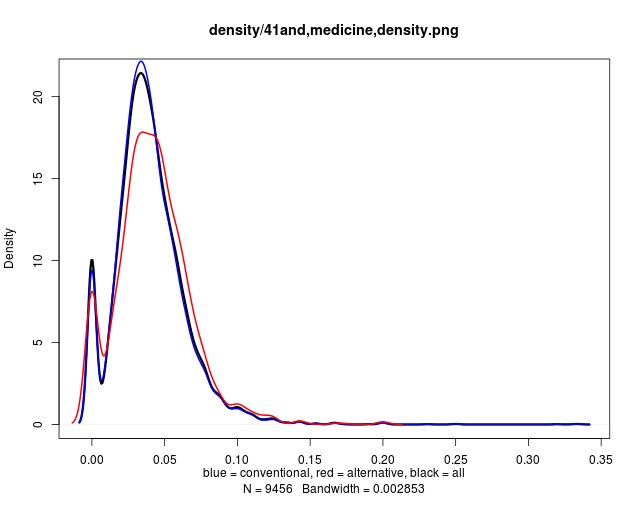 density/41and,medicine,density.png
Density
0
5
10
15
20
0.00 0.05 0.10 0.15 0.20 0.25 0.30 0.35
blue = conventional, red = alternative, black = all
N = 9456 Bandwidth = 0.002853